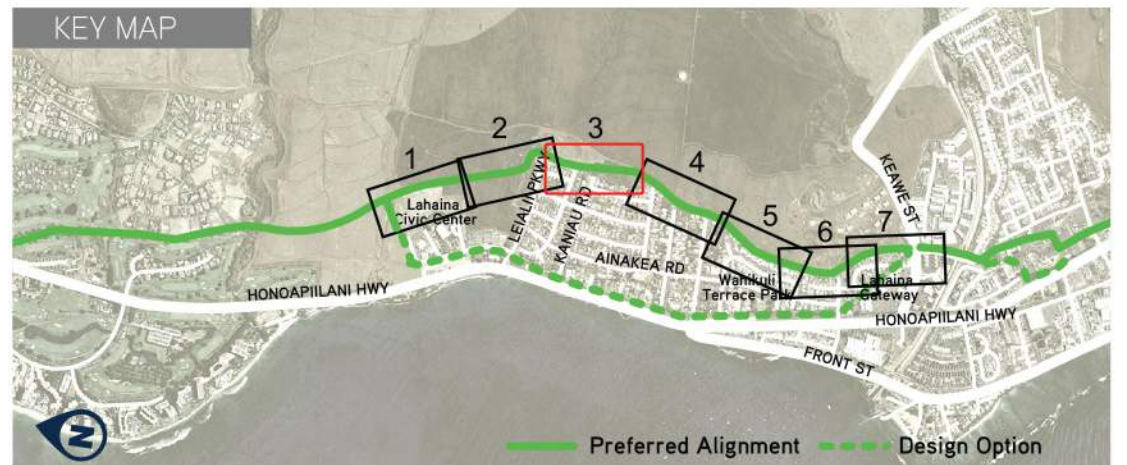 KEY MAP
1
2
3
4
5
6
7
Lahaina
Civic Center
LEIALII PKWY
KANIAU RD
AINAKEA RD
Wahikuli
Terrace Park
Lahaina
Gateway
KEAWE ST
HONOAPIILANI HWY
HONOAPIILANI HWY
FRONT ST
N
Preferred Alignment
Design Option